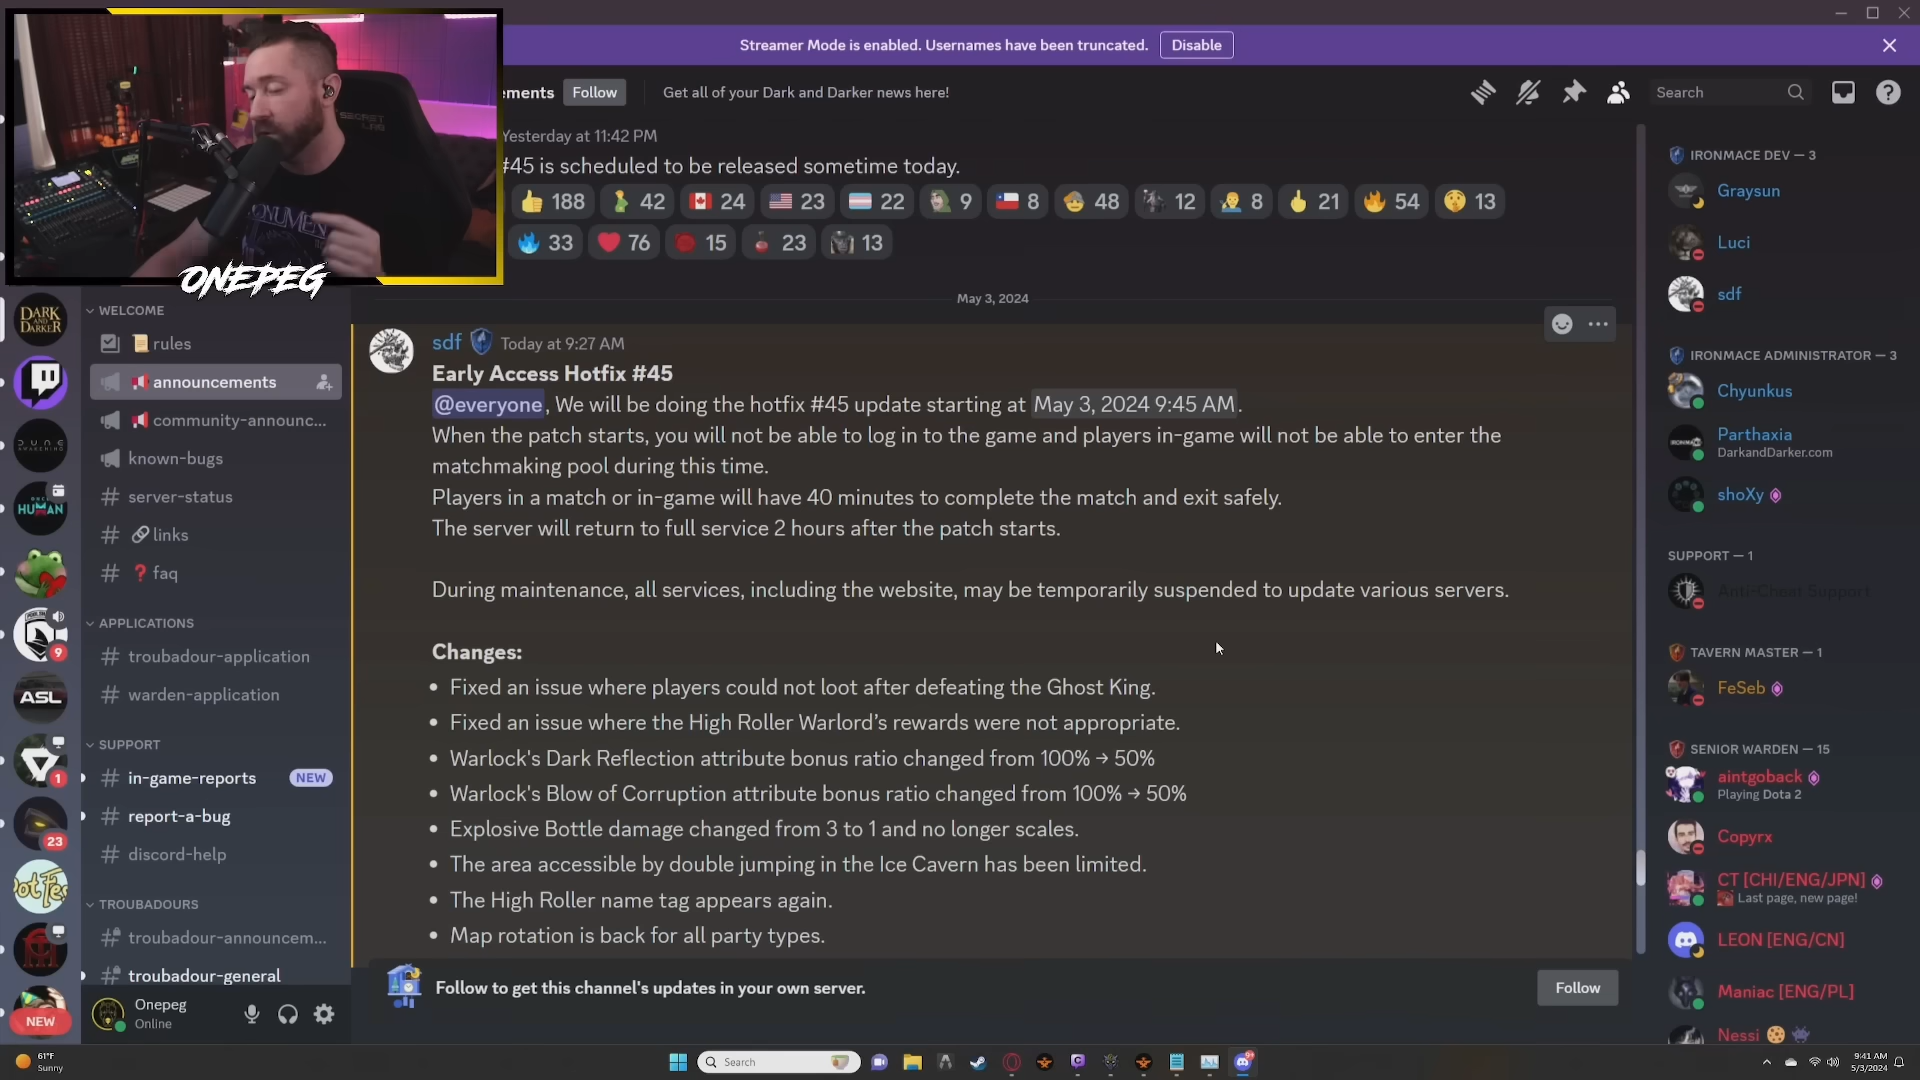 Streamer Mode is enabled. Usernames have been truncated.
Disable
ements
Follow
Get all of your Dark and Darker news here!
Search
Yesterday at 11:42 PM
#45 is scheduled to be released sometime today.
188 42 24 23 22 9 8 48 12 8 21 54 13
33 76 15 23 13
SECRET LAB
ONEPEG
May 3, 2024
sdf Today at 9:27 AM
Early Access Hotfix #45
@everyone, We will be doing the hotfix #45 update starting at May 3, 2024 9:45 AM.
When the patch starts, you will not be able to log in to the game and players in-game will not be able to enter the
matchmaking pool during this time.
Players in a match or in-game will have 40 minutes to complete the match and exit safely.
The server will return to full service 2 hours after the patch starts.
During maintenance, all services, including the website, may be temporarily suspended to update various servers.
Changes:
• Fixed an issue where players could not loot after defeating the Ghost King.
• Fixed an issue where the High Roller Warlord’s rewards were not appropriate.
• Warlock's Dark Reflection attribute bonus ratio changed from 100% → 50%
• Warlock's Blow of Corruption attribute bonus ratio changed from 100% → 50%
• Explosive Bottle damage changed from 3 to 1 and no longer scales.
• The area accessible by double jumping in the Ice Cavern has been limited.
• The High Roller name tag appears again.
• Map rotation is back for all party types.
Follow to get this channel's updates in your own server.
Follow
DARK AND DARKER
DUNE
AWAKENING
HUMAN
9
ASL
1
23
NEW
WELCOME
rules
announcements
community-announc...
known-bugs
server-status
links
faq
APPLICATIONS
troubadour-application
warden-application
SUPPORT
in-game-reports NEW
report-a-bug
discord-help
TROUBADOURS
troubadour-announcem...
troubadour-general
Onepeg
Online
IRONMACE DEV — 3
Graysun
Luci
sdf
IRONMACE ADMINISTRATOR — 3
Chyunkus
Parthaxia
DarkandDarker.com
shoXy
SUPPORT — 1
Anti-Cheat Support
TAVERN MASTER — 1
FeSeb
SENIOR WARDEN — 15
aintgoback
Playing Dota 2
Copyrx
CT [CHI/ENG/JPN]
Last page, new page!
LEON [ENG/CN]
Maniac [ENG/PL]
Nessi
61°F
Sunny
Search
9:41 AM
5/3/2024